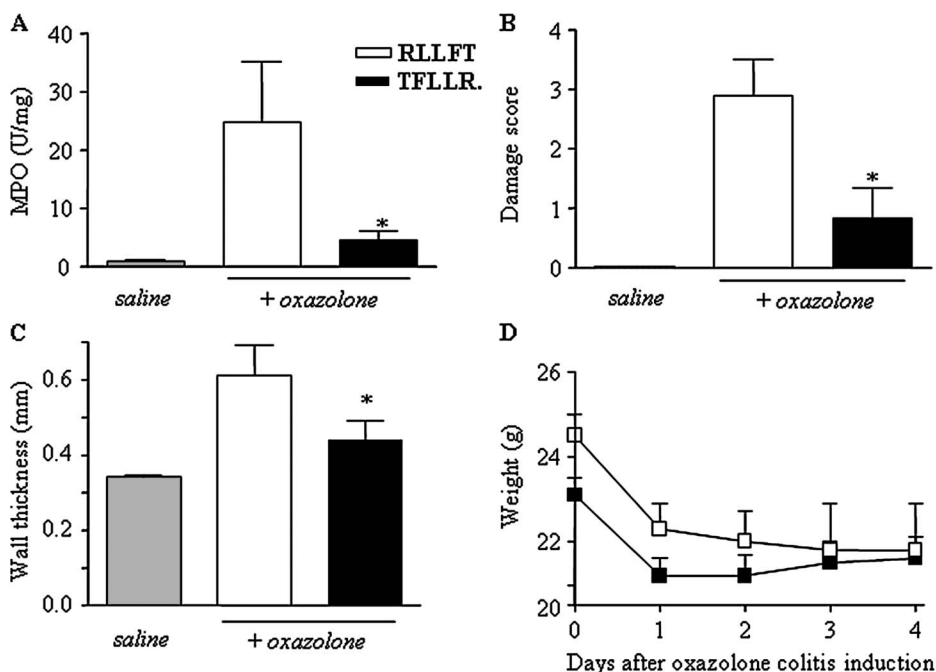 A
MPO (U/mg)
40
30
20
10
0
RLLFT
TFLLR.
*
saline
+ oxazolone
B
Damage score
4
3
2
1
0
*
saline
+ oxazolone
C
Wall thickness (mm)
0.6
0.4
0.2
0.0
*
saline
+ oxazolone
D
Weight (g)
26
24
22
20
0 1 2 3 4
Days after oxazolone colitis induction